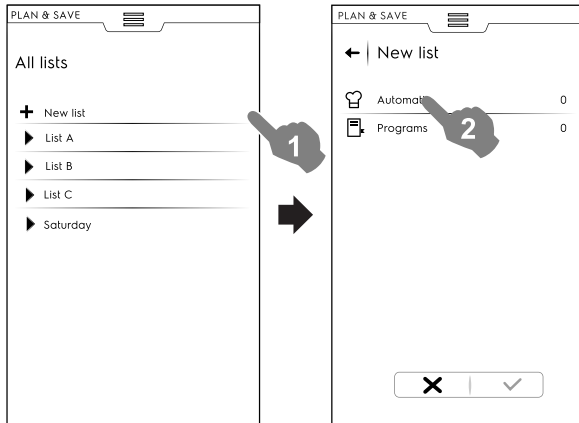 PLAN & SAVE
All lists
New list
List A
List B
List C
Saturday
1
PLAN & SAVE
New list
Automat 0
Programs 0
2